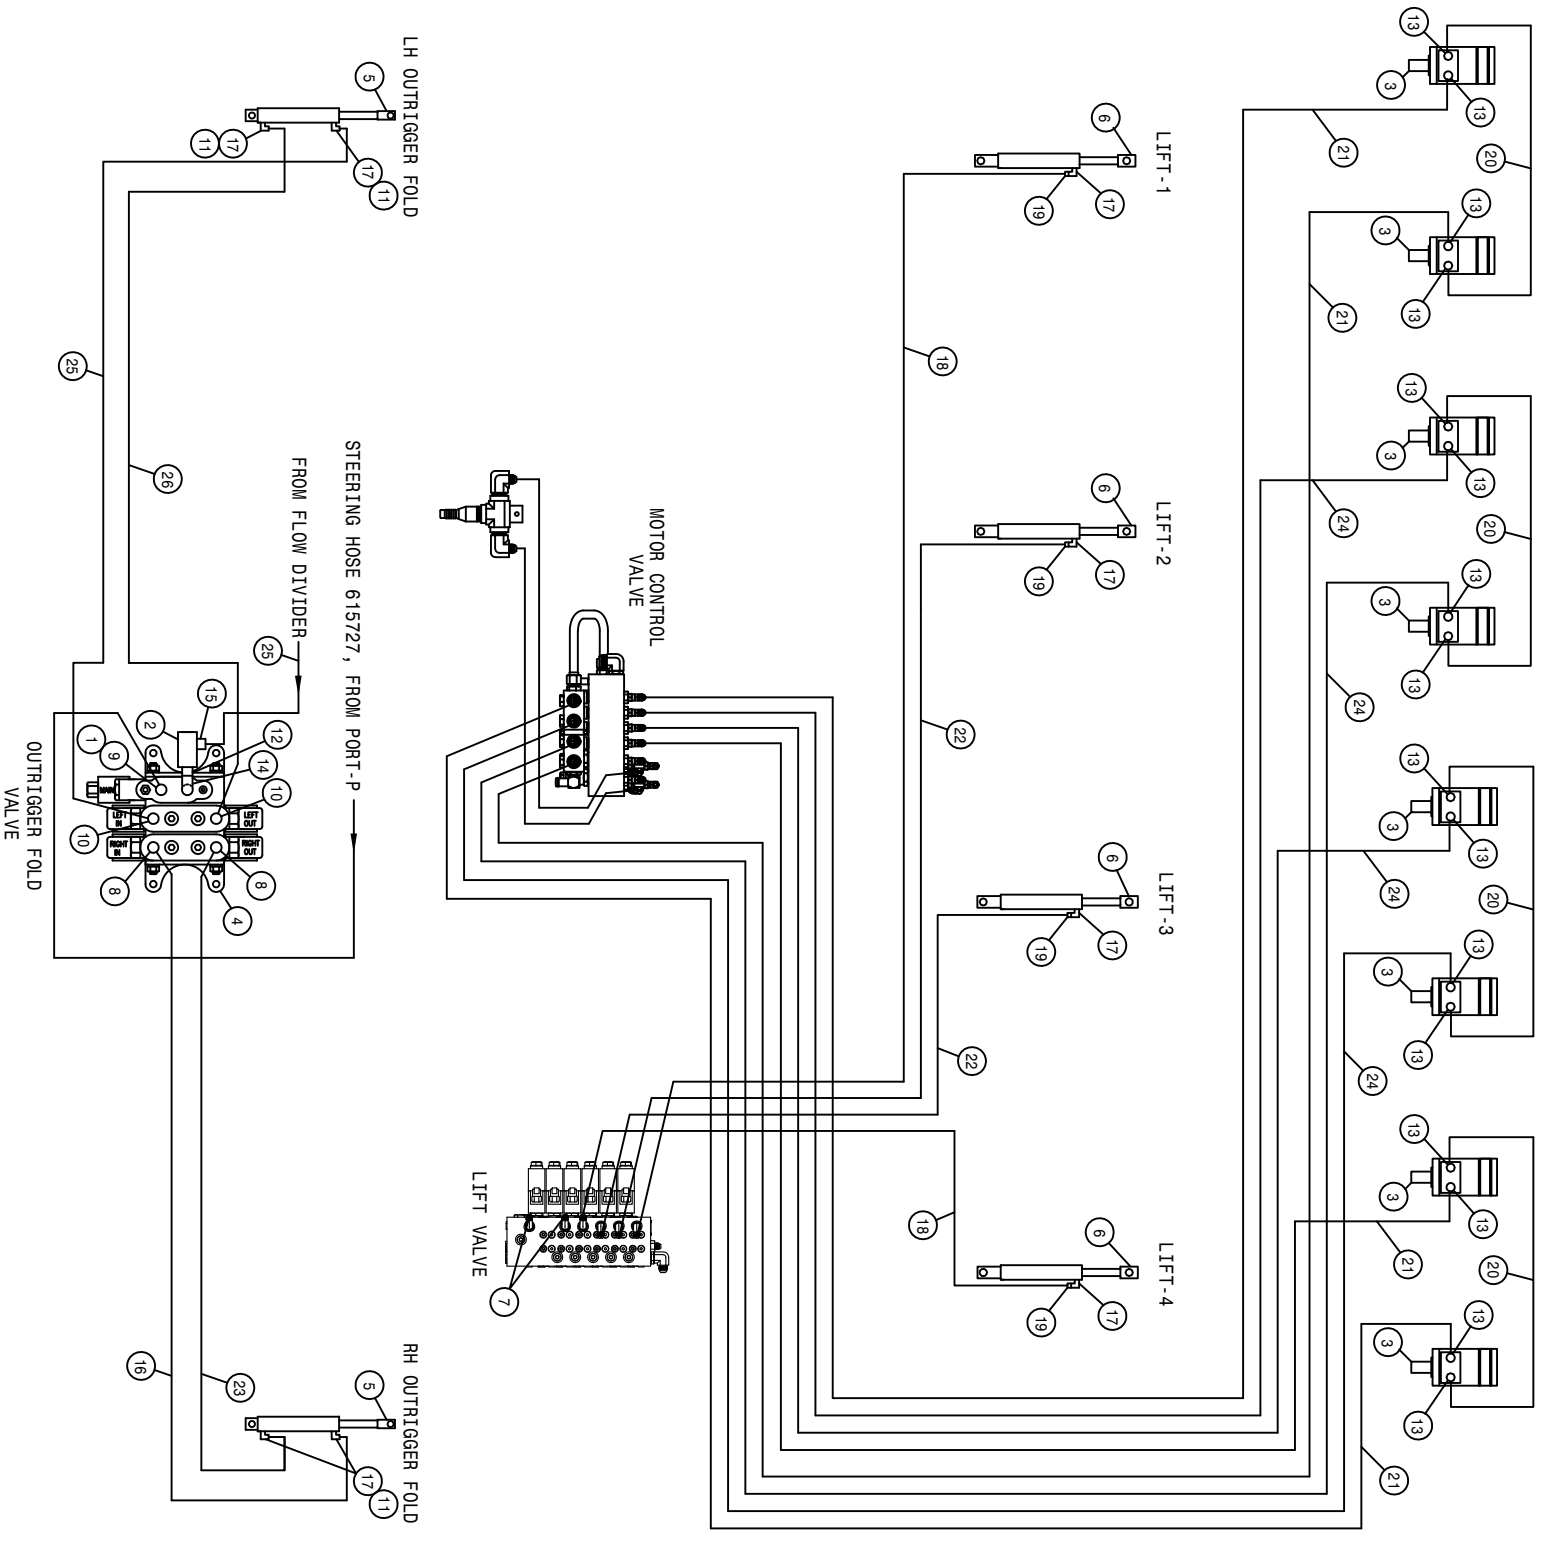 20 20 20 20
13 13 13 13 13 13 13 13
13 13 13 13 13 13 13 13
3 3 3 3 3 3 3 3
21 21 24 24 24 21 24 21
LIFT-1 LIFT-2 LIFT-3 LIFT-4
6 6 6 6
17 17 17 17
19 19 19 19
18 22 22 18
MOTOR CONTROL
VALVE
7
LIFT VALVE
LH OUTRIGGER FOLD
RH OUTRIGGER FOLD
5
17
11
17
11
5
17
11
STEERING HOSE 615727, FROM PORT-P
FROM FLOW DIVIDER
25
26
25
15
2
12
14
10
1
9
10
8
8
4
MAIN
LEFT
OUT
LEFT
IN
RIGHT
OUT
RIGHT
IN
23
16
OUTRIGGER FOLD
VALVE